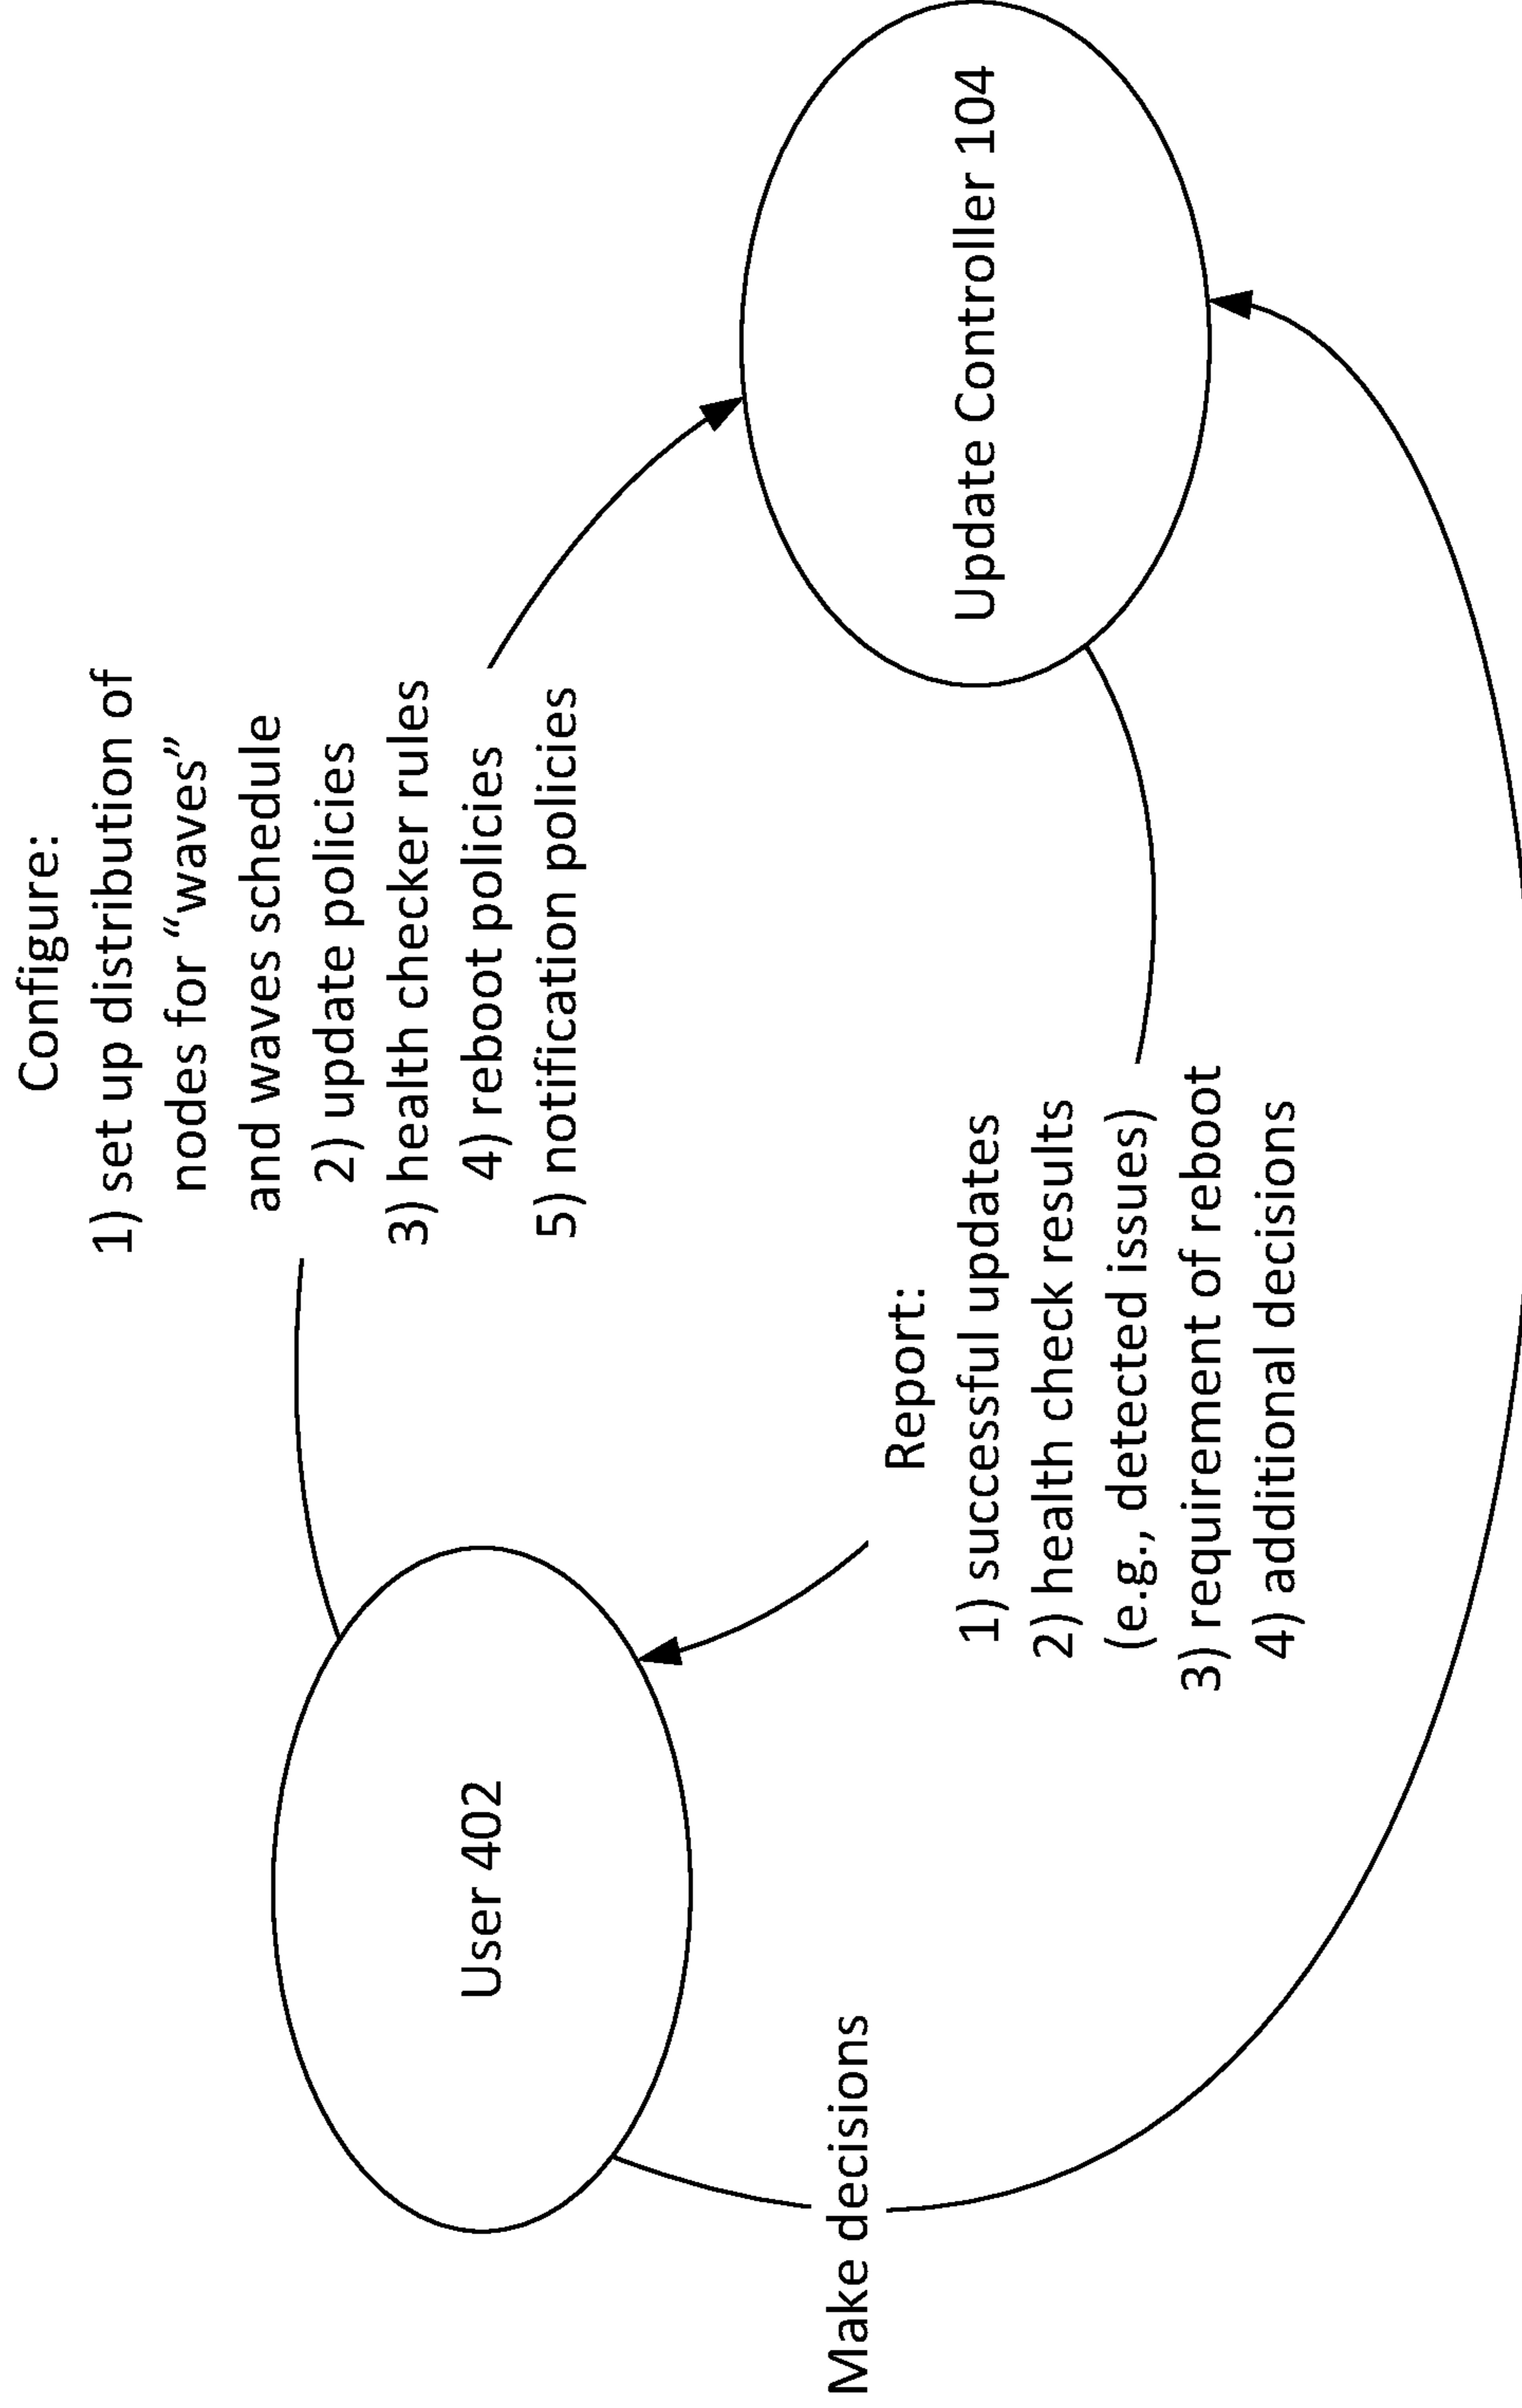 Configure:
1) set up distribution of
nodes for “waves”
and waves schedule
2) update policies
3) health checker rules
4) reboot policies
5) notification policies
User 402
Update Controller 104
Report:
1) successful updates
2) health check results
(e.g., detected issues)
3) requirement of reboot
4) additional decisions
Make decisions